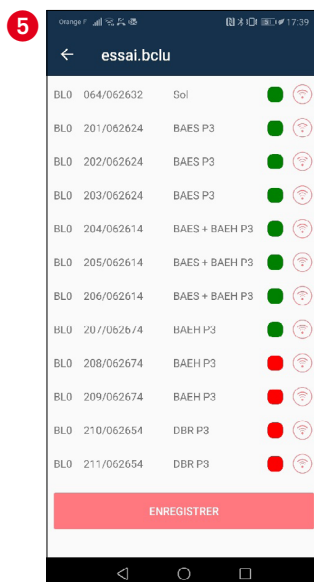 5
Orange F 17:39
essai.bclu
BL0 064/062632 Sol
BL0 201/062624 BAES P3
BL0 202/062624 BAES P3
BL0 203/062624 BAES P3
BL0 204/062614 BAES + BAEH P3
BL0 205/062614 BAES + BAEH P3
BL0 206/062614 BAES + BAEH P3
BL0 207/062674 BAEH P3
BL0 208/062674 BAEH P3
BL0 209/062674 BAEH P3
BL0 210/062654 DBR P3
BL0 211/062654 DBR P3
ENREGISTRER